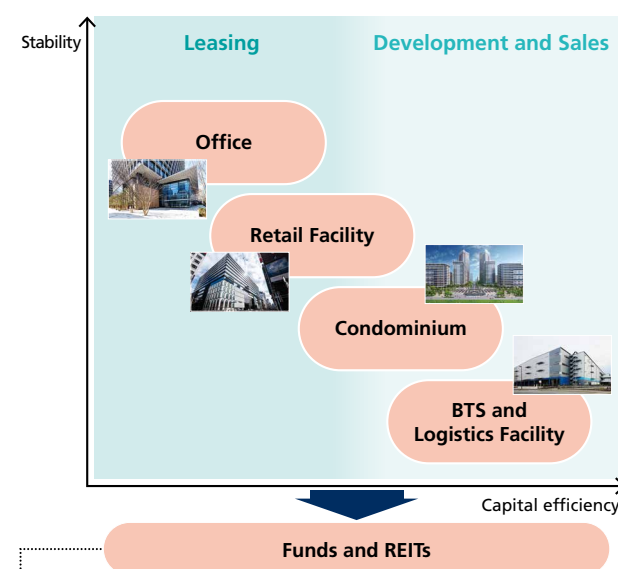 Stability
Leasing
Development and Sales
Office
Retail Facility
Condominium
BTS and
Logistics Facility
Capital efficiency
Funds and REITs